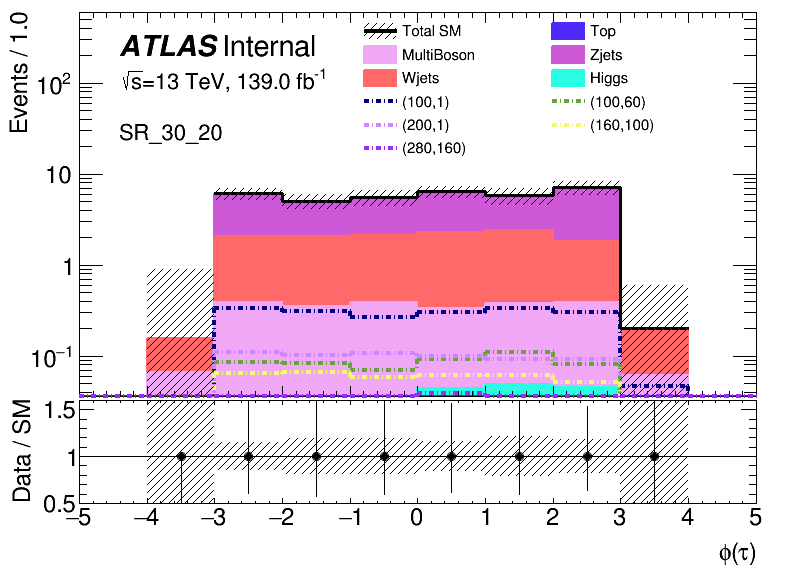 ATLAS Internal
√s=13 TeV, 139.0 fb⁻¹
SR_30_20
Total SM
MultiBoson
Wjets
(100,1)
(200,1)
(280,160)
Top
Zjets
Higgs
(100,60)
(160,100)
Events / 1.0
10²
10
1
10⁻¹
Data / SM
1.5
1
0.5
−5 −4 −3 −2 −1 0 1 2 3 4 5
ϕ(τ)